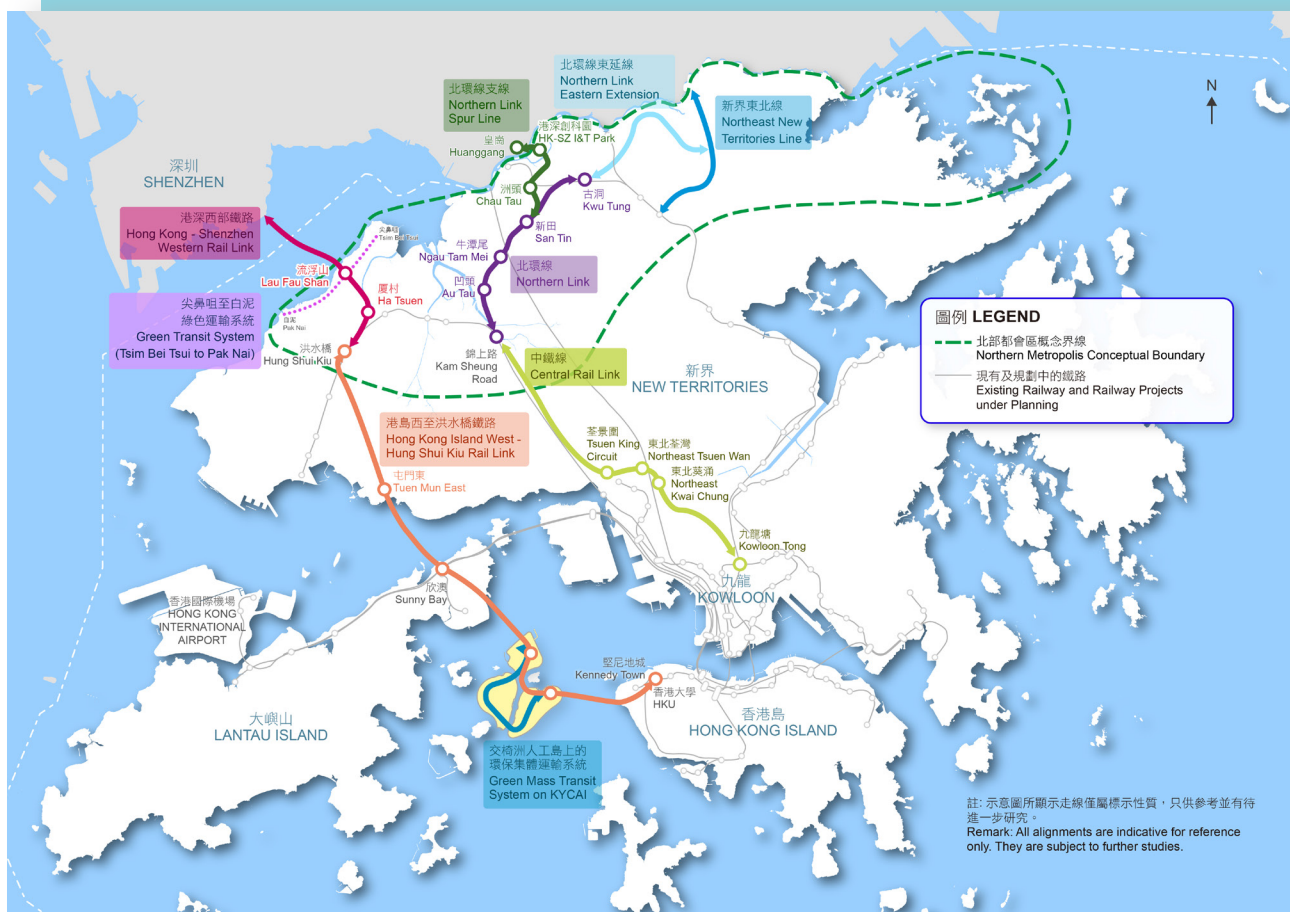 北環線東延線
Northern Link
Eastern Extension
北環線支線
Northern Link
Spur Line
新界東北線
Northeast New
Territories Line
N
港深創科園
HK-SZ I&T Park
皇崗
Huanggang
深圳
SHENZHEN
洲頭
Chau Tau
古洞
Kwu Tung
港深西部鐵路
Hong Kong - Shenzhen
Western Rail Link
尖鼻咀
Tsim Bei Tsui
新田
San Tin
牛潭尾
Ngau Tam Mei
北環線
Northern Link
流浮山
Lau Fau Shan
凹頭
Au Tau
廈村
Ha Tsuen
尖鼻咀至白泥
綠色運輸系統
Green Transit System
(Tsim Bei Tsui to Pak Nai)
白泥
Pak Nai
圖例 LEGEND
北部都會區概念界線
Northern Metropolis Conceptual Boundary
現有及規劃中的鐵路
Existing Railway and Railway Projects
under Planning
洪水橋
Hung Shui Kiu
錦上路
Kam Sheung
Road
中鐵線
Central Rail Link
新界
NEW TERRITORIES
港島西至洪水橋鐵路
Hong Kong Island West -
Hung Shui Kiu Rail Link
荃景圍
Tsuen King
Circuit
東北荃灣
Northeast Tsuen Wan
東北葵涌
Northeast
Kwai Chung
屯門東
Tuen Mun East
九龍塘
Kowloon Tong
九龍
KOWLOON
欣澳
Sunny Bay
香港國際機場
HONG KONG
INTERNATIONAL
AIRPORT
堅尼地城
Kennedy Town
香港大學
HKU
大嶼山
LANTAU ISLAND
香港島
HONG KONG ISLAND
交椅洲人工島上的
環保集體運輸系統
Green Mass Transit
System on KYCAI
註: 示意圖所顯示走線僅屬標示性質，只供參考並有待
進一步研究。
Remark: All alignments are indicative for reference
only. They are subject to further studies.